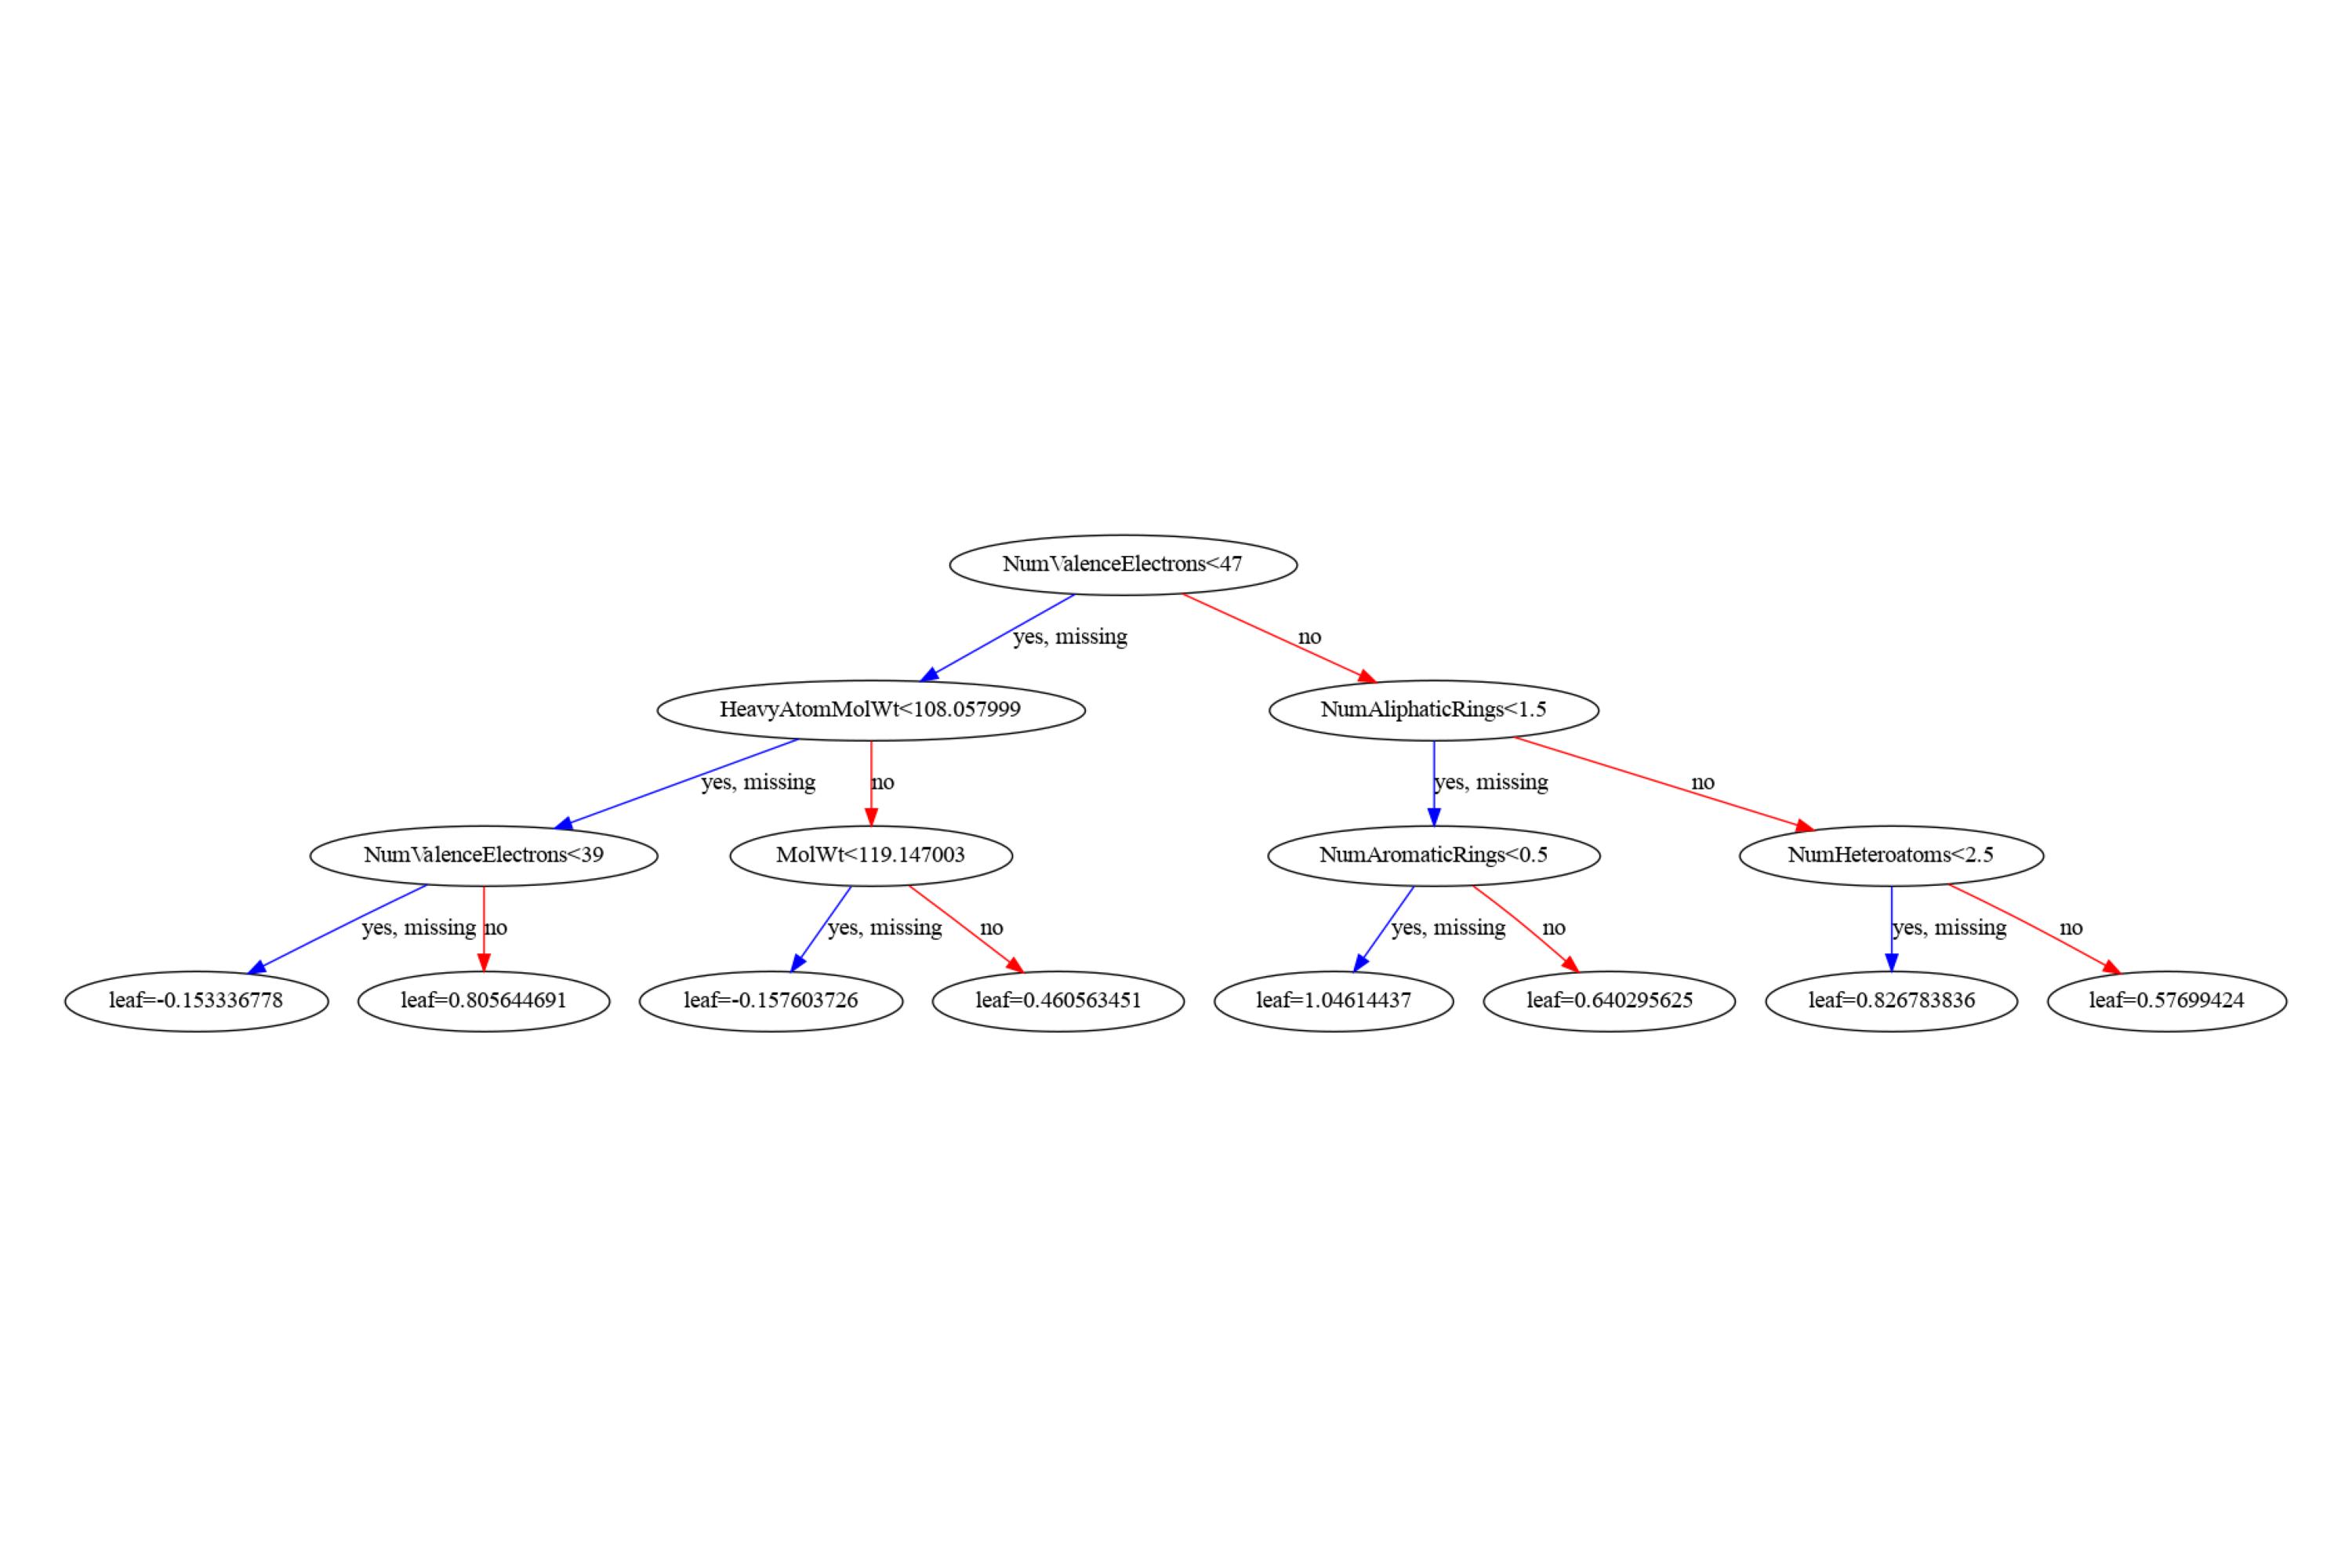 NumValenceElectrons<47
yes, missing
no
HeavyAtomMolWt<108.057999
NumAliphaticRings<1.5
yes, missing
no
yes, missing
no
NumValenceElectrons<39
MolWt<119.147003
NumAromaticRings<0.5
NumHeteroatoms<2.5
yes, missing
no
yes, missing
no
yes, missing
no
yes, missing
no
leaf=-0.153336778
leaf=0.805644691
leaf=-0.157603726
leaf=0.460563451
leaf=1.04614437
leaf=0.640295625
leaf=0.826783836
leaf=0.57699424